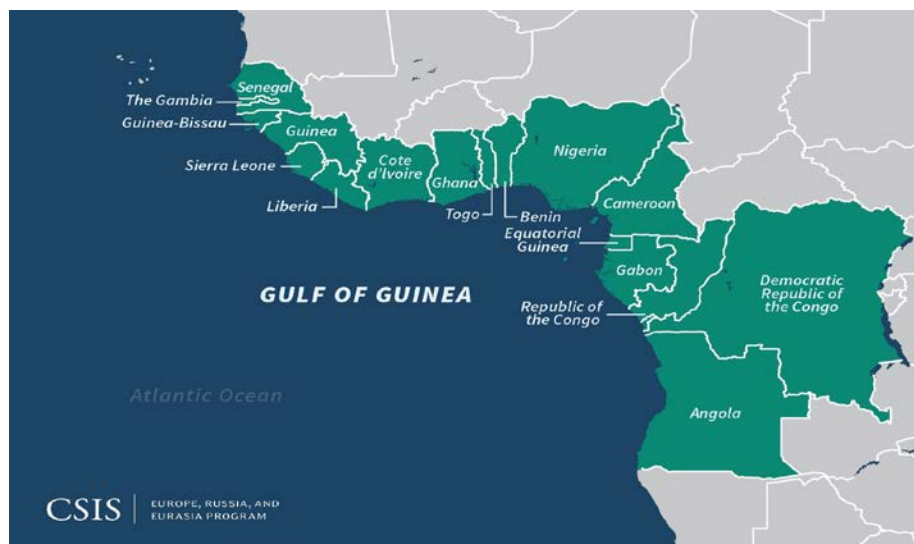 Senegal
The Gambia
Guinea-Bissau
Guinea
Sierra Leone
Liberia
Cote
d'Ivoire
Ghana
Togo
Benin
Nigeria
Cameroon
Equatorial
Guinea
Gabon
Republic of
the Congo
Democratic
Republic of
the Congo
Angola
GULF OF GUINEA
Atlantic Ocean
CSIS
EUROPE, RUSSIA, AND
EURASIA PROGRAM